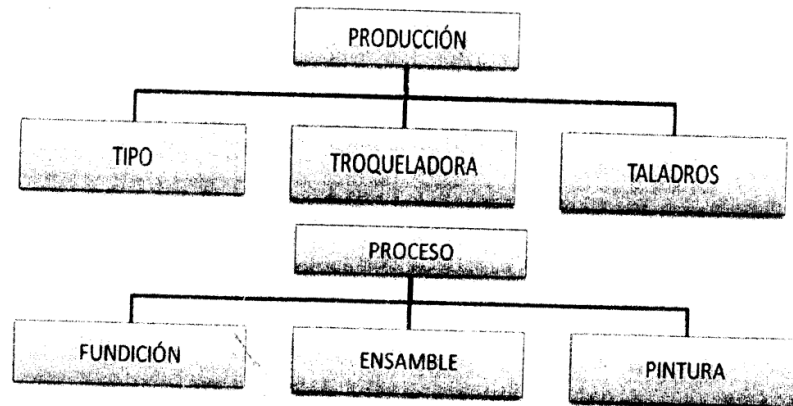 PRODUCCIÓN
TIPO
TROQUELADORA
TALADROS
PROCESO
FUNDICIÓN
ENSAMBLE
PINTURA